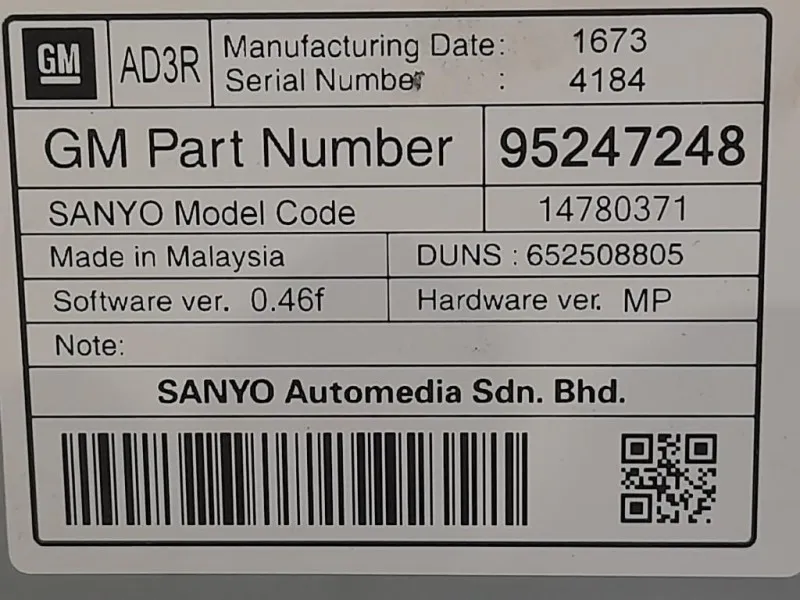 GM AD3R Manufacturing Date: 1673
Serial Number : 4184
GM Part Number 95247248
SANYO Model Code 14780371
Made in Malaysia DUNS : 652508805
Software ver. 0.46f Hardware ver. MP
Note:
SANYO Automedia Sdn. Bhd.